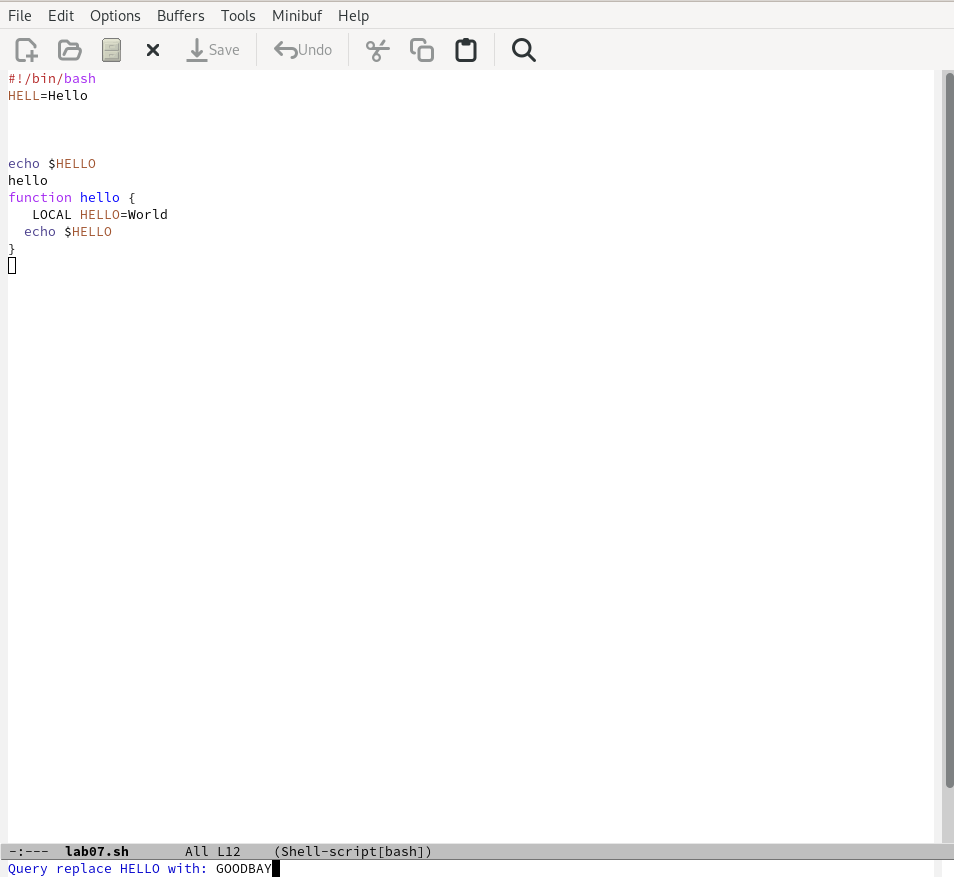 File Edit Options Buffers Tools Minibuf Help
Save Undo
#!/bin/bash
HELL=Hello
echo $HELLO
hello
function hello {
   LOCAL HELLO=World
  echo $HELLO
}
-:---  lab07.sh       All L12    (Shell-script[bash])
Query replace HELLO with: GOODBAY